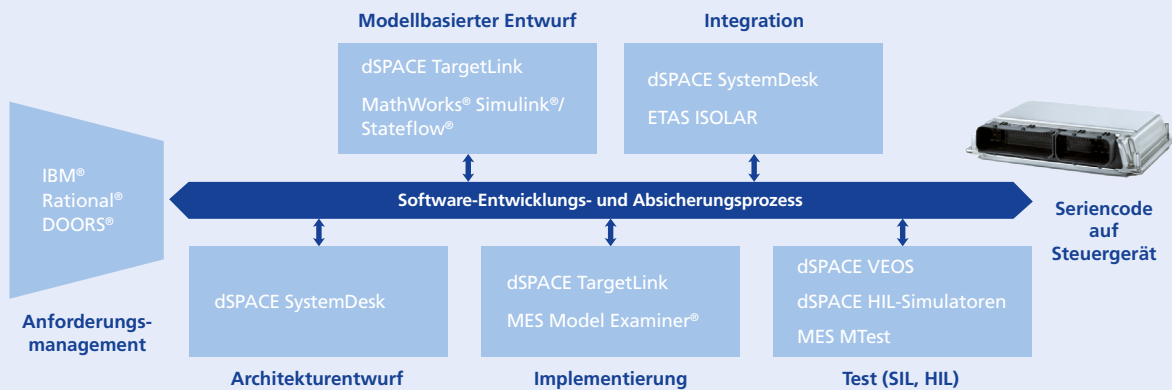 Modellbasierter Entwurf
dSPACE TargetLink
MathWorks® Simulink®/
Stateflow®
Integration
dSPACE SystemDesk
ETAS ISOLAR
IBM®
Rational®
DOORS®
Anforderungs-
management
Software-Entwicklungs- und Absicherungsprozess
Seriencode
auf
Steuergerät
dSPACE SystemDesk
Architekturentwurf
dSPACE TargetLink
MES Model Examiner®
Implementierung
dSPACE VEOS
dSPACE HIL-Simulatoren
MES MTest
Test (SIL, HIL)